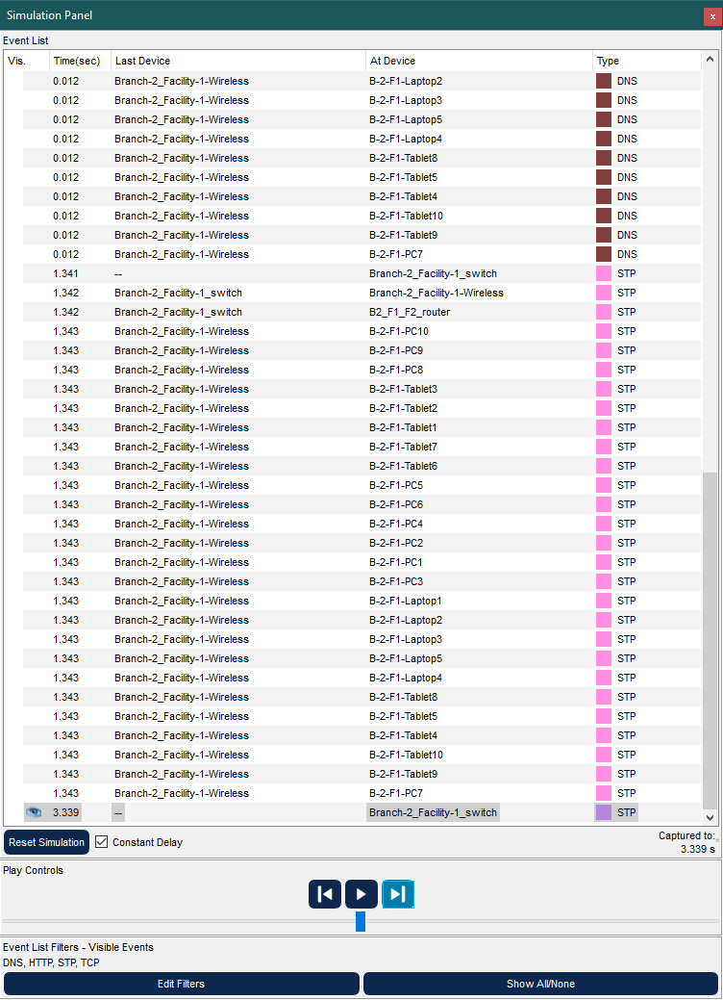 Simulation Panel
x
Event List
Vis. Time(sec) Last Device At Device Type
0.012 Branch-2_Facility-1-Wireless B-2-F1-Laptop2 DNS
0.012 Branch-2_Facility-1-Wireless B-2-F1-Laptop3 DNS
0.012 Branch-2_Facility-1-Wireless B-2-F1-Laptop5 DNS
0.012 Branch-2_Facility-1-Wireless B-2-F1-Laptop4 DNS
0.012 Branch-2_Facility-1-Wireless B-2-F1-Tablet8 DNS
0.012 Branch-2_Facility-1-Wireless B-2-F1-Tablet5 DNS
0.012 Branch-2_Facility-1-Wireless B-2-F1-Tablet4 DNS
0.012 Branch-2_Facility-1-Wireless B-2-F1-Tablet10 DNS
0.012 Branch-2_Facility-1-Wireless B-2-F1-Tablet9 DNS
0.012 Branch-2_Facility-1-Wireless B-2-F1-PC7 DNS
1.341 -- Branch-2_Facility-1_switch STP
1.342 Branch-2_Facility-1_switch Branch-2_Facility-1-Wireless STP
1.342 Branch-2_Facility-1_switch B2_F1_F2_router STP
1.343 Branch-2_Facility-1-Wireless B-2-F1-PC10 STP
1.343 Branch-2_Facility-1-Wireless B-2-F1-PC9 STP
1.343 Branch-2_Facility-1-Wireless B-2-F1-PC8 STP
1.343 Branch-2_Facility-1-Wireless B-2-F1-Tablet3 STP
1.343 Branch-2_Facility-1-Wireless B-2-F1-Tablet2 STP
1.343 Branch-2_Facility-1-Wireless B-2-F1-Tablet1 STP
1.343 Branch-2_Facility-1-Wireless B-2-F1-Tablet7 STP
1.343 Branch-2_Facility-1-Wireless B-2-F1-Tablet6 STP
1.343 Branch-2_Facility-1-Wireless B-2-F1-PC5 STP
1.343 Branch-2_Facility-1-Wireless B-2-F1-PC6 STP
1.343 Branch-2_Facility-1-Wireless B-2-F1-PC4 STP
1.343 Branch-2_Facility-1-Wireless B-2-F1-PC2 STP
1.343 Branch-2_Facility-1-Wireless B-2-F1-PC1 STP
1.343 Branch-2_Facility-1-Wireless B-2-F1-PC3 STP
1.343 Branch-2_Facility-1-Wireless B-2-F1-Laptop1 STP
1.343 Branch-2_Facility-1-Wireless B-2-F1-Laptop2 STP
1.343 Branch-2_Facility-1-Wireless B-2-F1-Laptop3 STP
1.343 Branch-2_Facility-1-Wireless B-2-F1-Laptop5 STP
1.343 Branch-2_Facility-1-Wireless B-2-F1-Laptop4 STP
1.343 Branch-2_Facility-1-Wireless B-2-F1-Tablet8 STP
1.343 Branch-2_Facility-1-Wireless B-2-F1-Tablet5 STP
1.343 Branch-2_Facility-1-Wireless B-2-F1-Tablet4 STP
1.343 Branch-2_Facility-1-Wireless B-2-F1-Tablet10 STP
1.343 Branch-2_Facility-1-Wireless B-2-F1-Tablet9 STP
1.343 Branch-2_Facility-1-Wireless B-2-F1-PC7 STP
3.339 -- Branch-2_Facility-1_switch STP
Reset Simulation Constant Delay Captured to:
3.339 s
Play Controls
Event List Filters - Visible Events
DNS, HTTP, STP, TCP
Edit Filters Show All/None